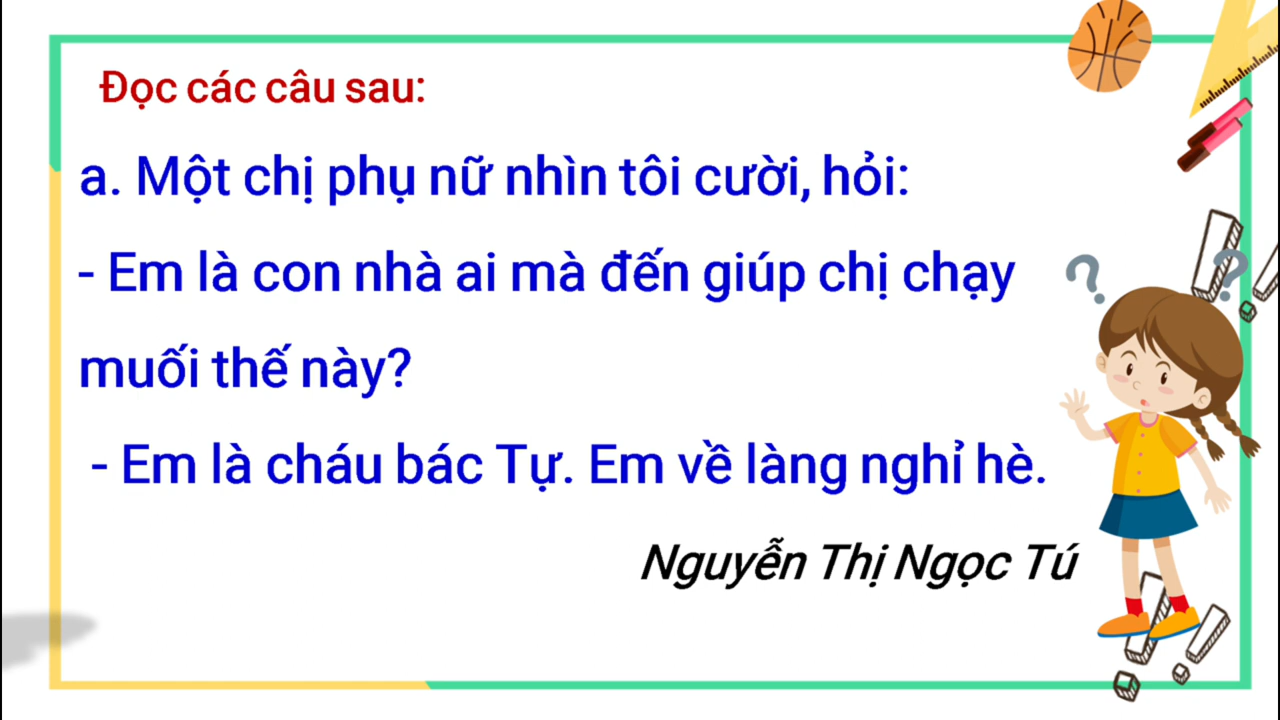 Đọc các câu sau:
a. Một chị phụ nữ nhìn tôi cười, hỏi:
- Em là con nhà ai mà đến giúp chị chạy
muối thế này?
- Em là cháu bác Tự. Em về làng nghỉ hè.
Nguyễn Thị Ngọc Tú